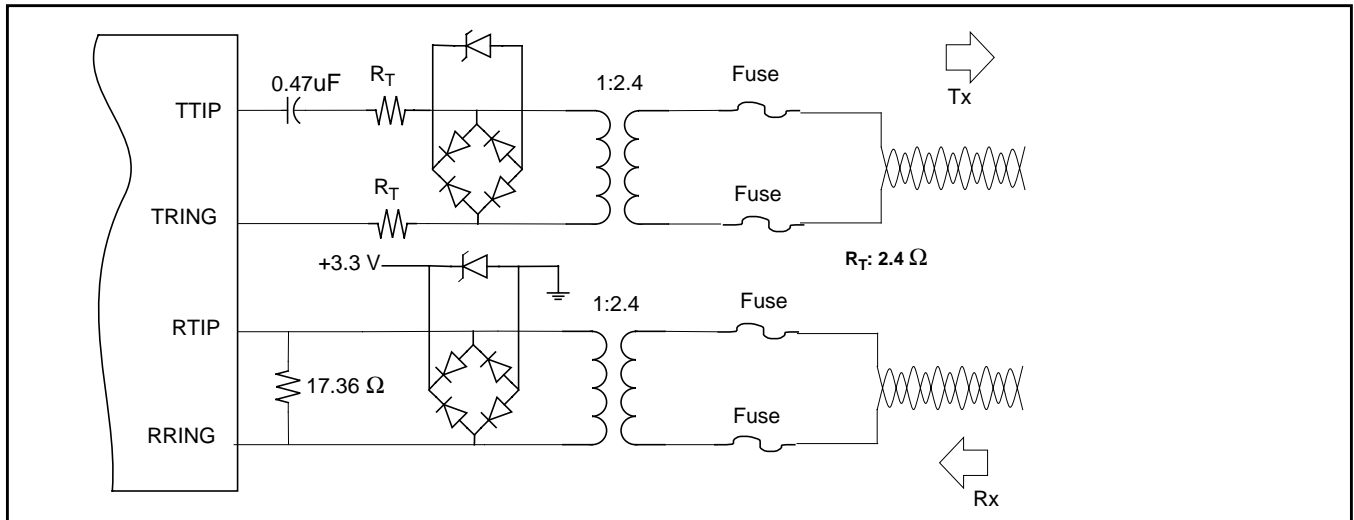 0.47uF
R_T
1:2.4
Fuse
Tx
TTIP
R_T
Fuse
TRING
+3.3 V
R_T: 2.4 Ω
1:2.4
Fuse
RTIP
17.36 Ω
Fuse
RRING
Rx